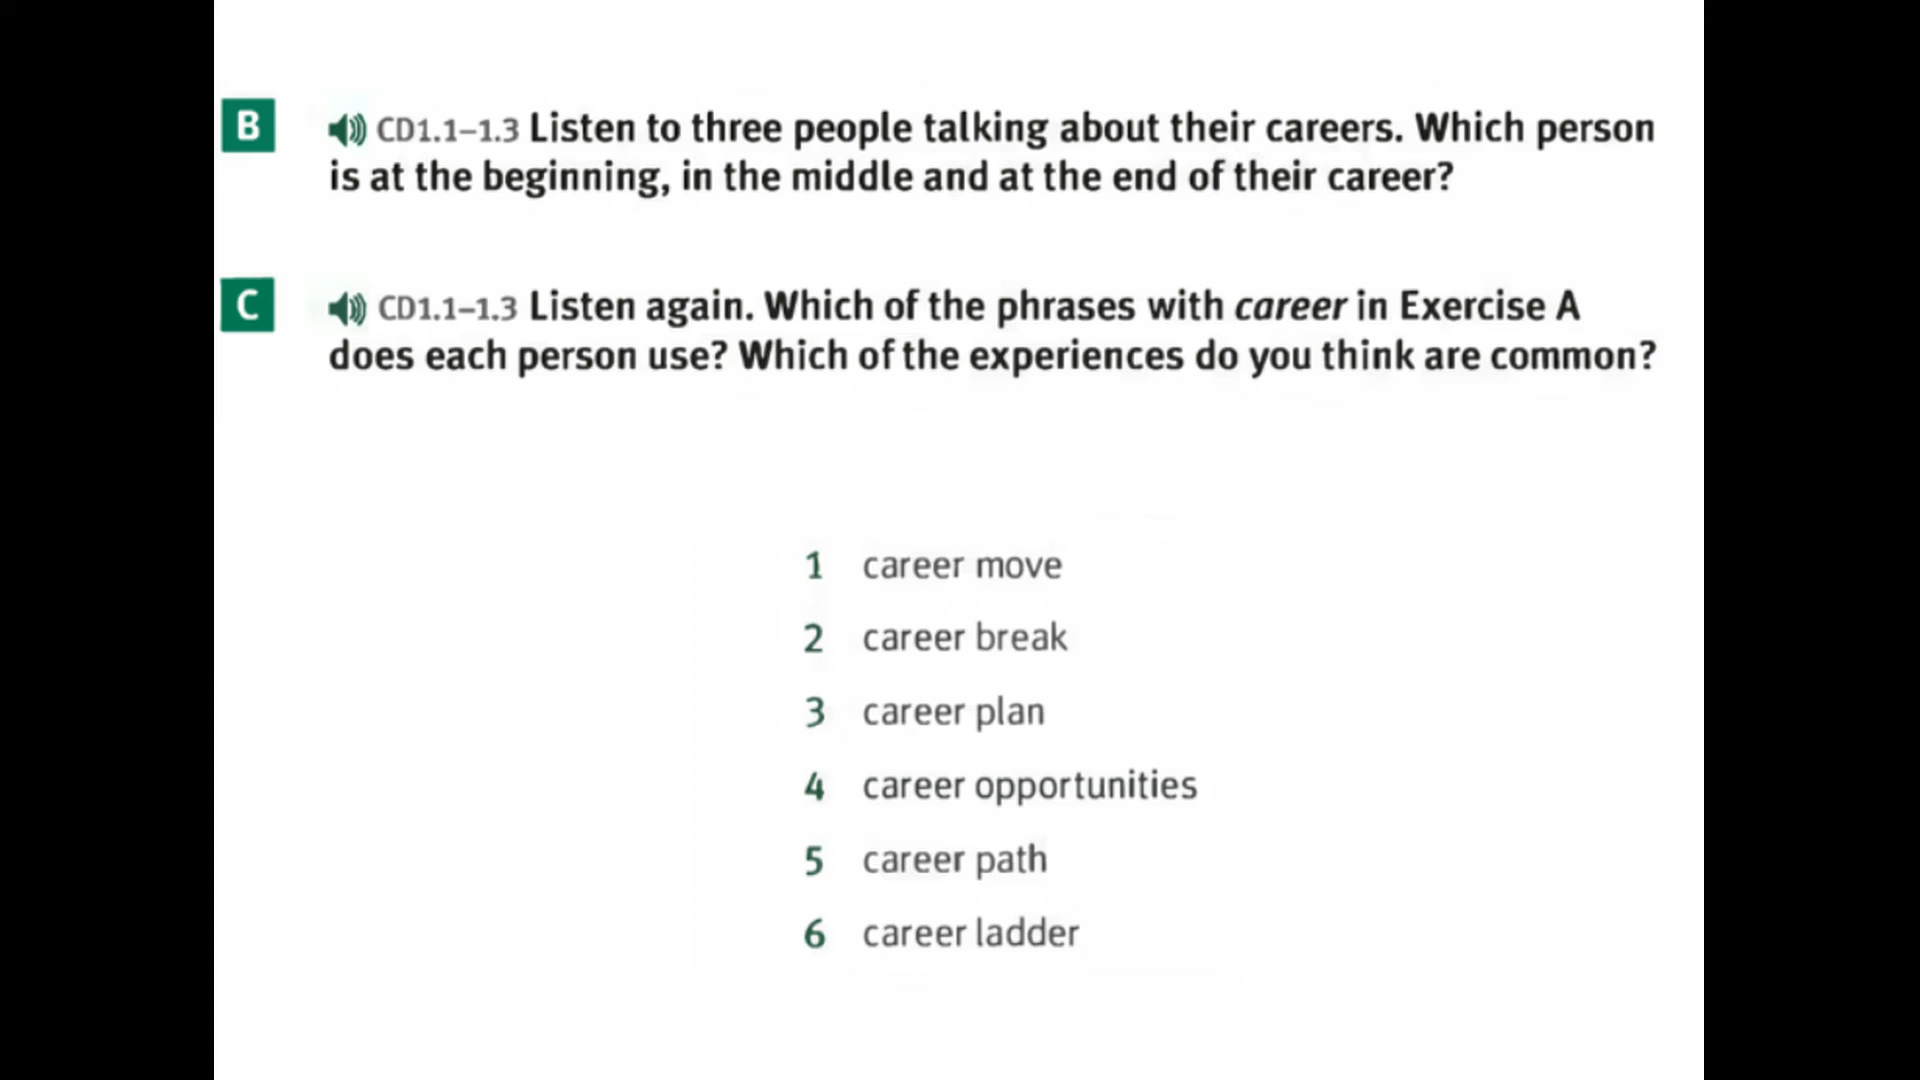 B CD1.1–1.3 Listen to three people talking about their careers. Which person
is at the beginning, in the middle and at the end of their career?
C CD1.1–1.3 Listen again. Which of the phrases with career in Exercise A
does each person use? Which of the experiences do you think are common?
1 career move
2 career break
3 career plan
4 career opportunities
5 career path
6 career ladder